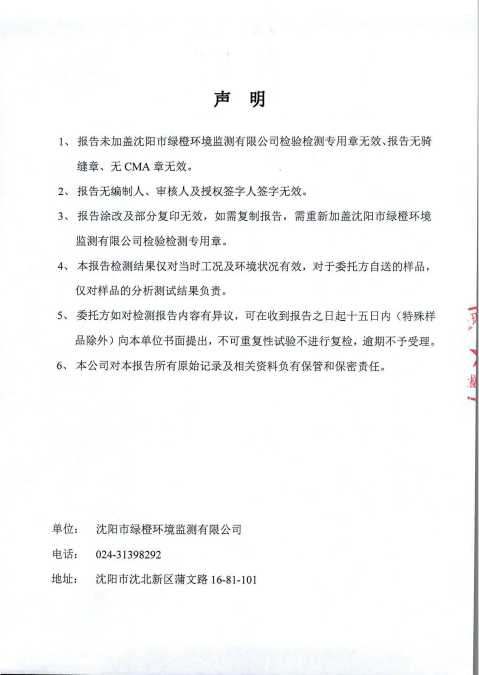 声 明
1、 报告未加盖沈阳市绿橙环境监测有限公司检验检测专用章无效、报告无骑
缝章、无 CMA 章无效。
2、 报告无编制人、审核人及授权签字人签字无效。
3、 报告涂改及部分复印无效，如需复制报告，需重新加盖沈阳市绿橙环境
监测有限公司检验检测专用章。
4、 本报告检测结果仅对当时工况及环境状况有效，对于委托方自送的样品，
仅对样品的分析测试结果负责。
5、 委托方如对检测报告内容有异议，可在收到报告之日起十五日内（特殊样
品除外）向本单位书面提出，不可重复性试验不进行复检，逾期不予受理。
6、 本公司对本报告所有原始记录及相关资料负有保管和保密责任。
单位： 沈阳市绿橙环境监测有限公司
电话： 024-31398292
地址： 沈阳市沈北新区蒲文路 16-81-101